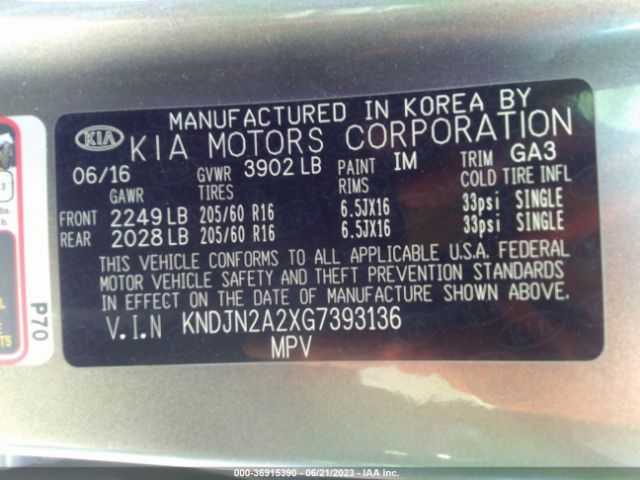 MANUFACTURED IN KOREA BY
KIA KIA MOTORS CORPORATION
06/16 GVWR 3902 LB PAINT IM TRIM GA3
GAWR TIRES RIMS COLD TIRE INFL
FRONT 2249 LB 205/60 R16 6.5JX16 33psi SINGLE
REAR 2028 LB 205/60 R16 6.5JX16 33psi SINGLE
THIS VEHICLE CONFORMS TO ALL APPLICABLE U.S.A. FEDERAL
MOTOR VEHICLE SAFETY AND THEFT PREVENTION STANDARDS
IN EFFECT ON THE DATE OF MANUFACTURE SHOWN ABOVE.
V.I.N KNDJN2A2XG7393136
MPV
P70
000-36915390 - 06/21/2023 - IAA Inc.